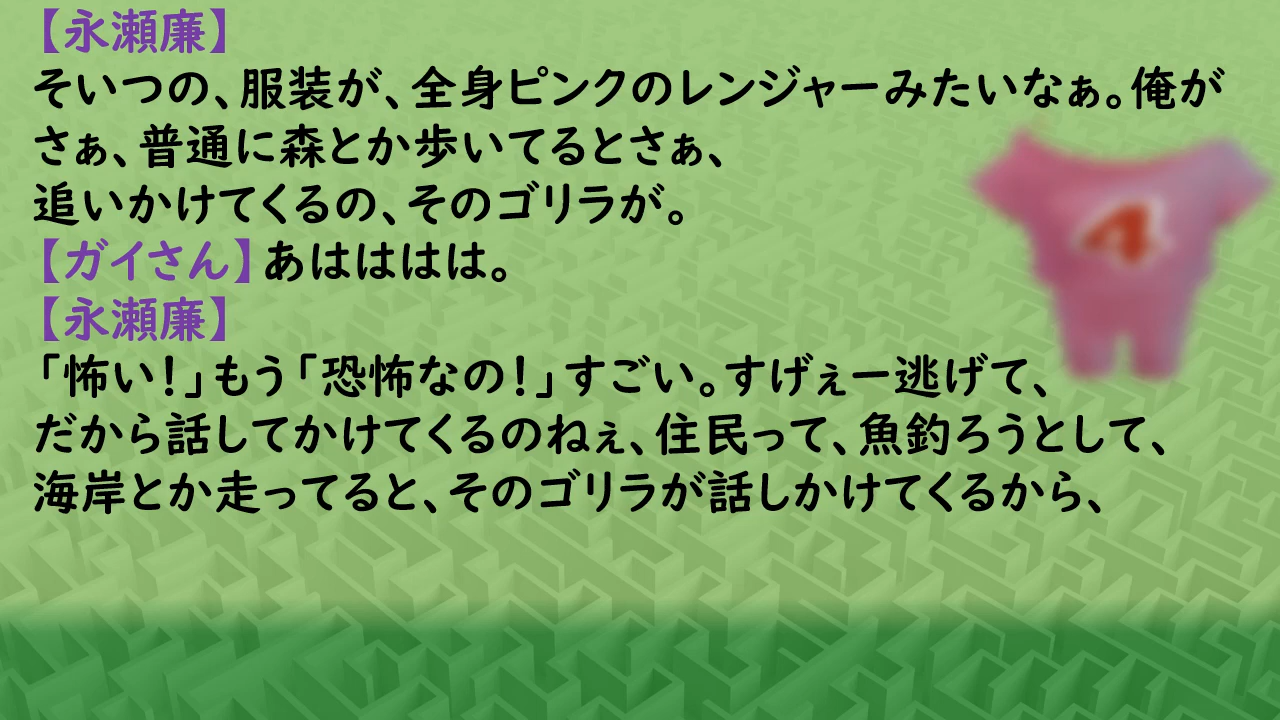 【永瀬廉】
そいつの、服装が、全身ピンクのレンジャーみたいなぁ。俺が
さぁ、普通に森とか歩いてるとさぁ、
追いかけてくるの、そのゴリラが。
【ガイさん】あはははは。
【永瀬廉】
「怖い！」もう「恐怖なの！」すごい。すげぇー逃げて、
だから話してかけてくるのねぇ、住民って、魚釣ろうとして、
海岸とか走ってると、そのゴリラが話しかけてくるから、
4